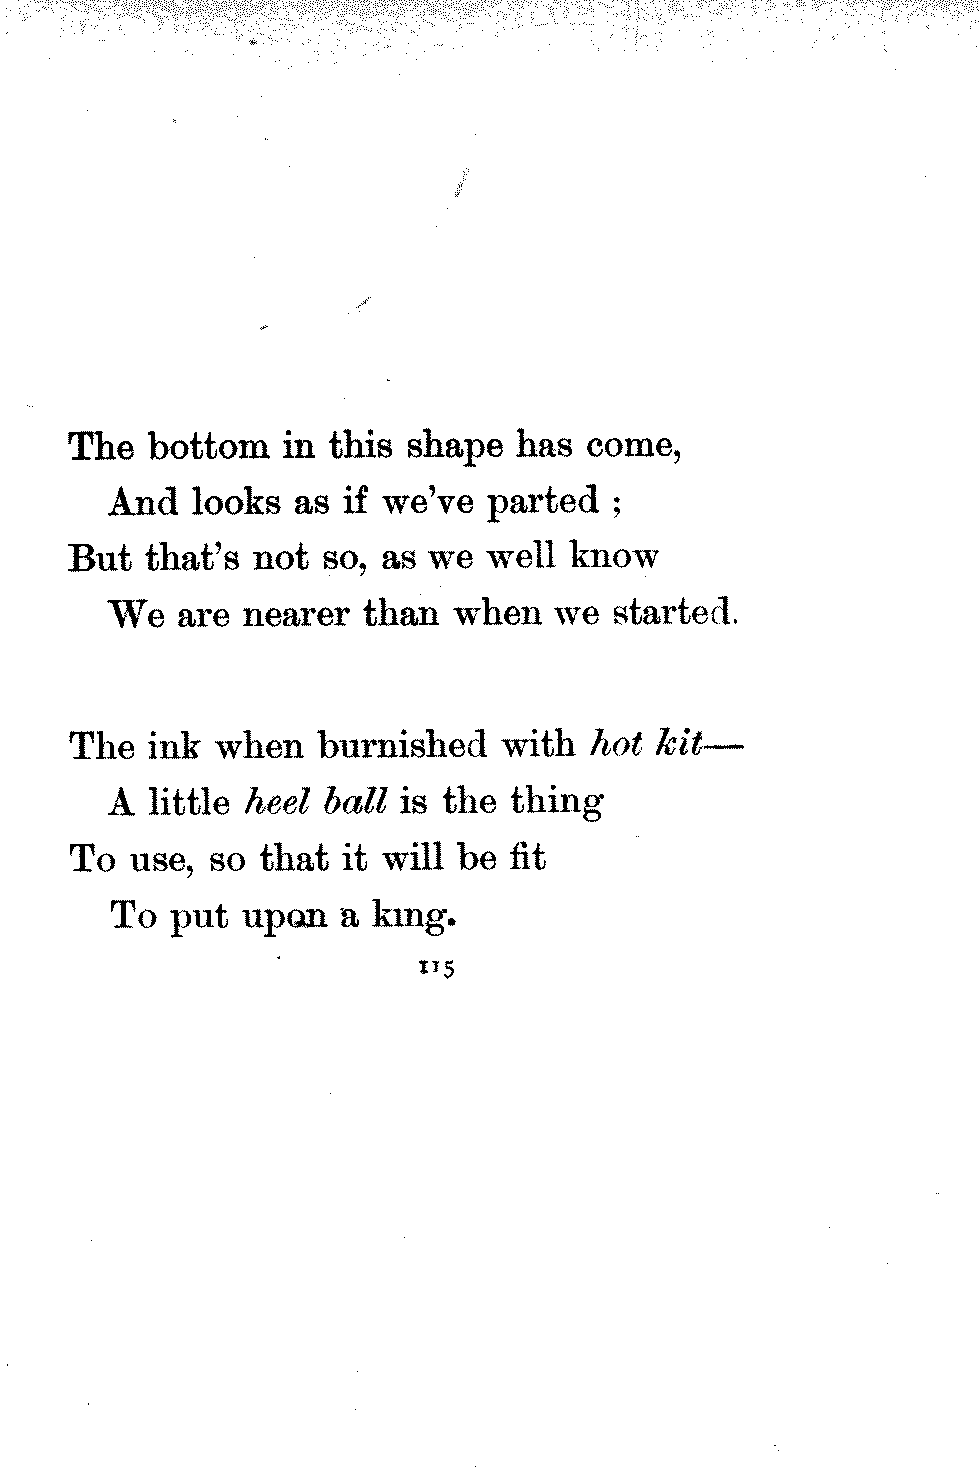 The bottom in this shape has come,
And looks as if we've parted ;
But that's not so, as we well know
We are nearer than when we started.
The ink when burnished with hot kit—
A little heel ball is the thing
To use, so that it will be fit
To put upon a king.
115